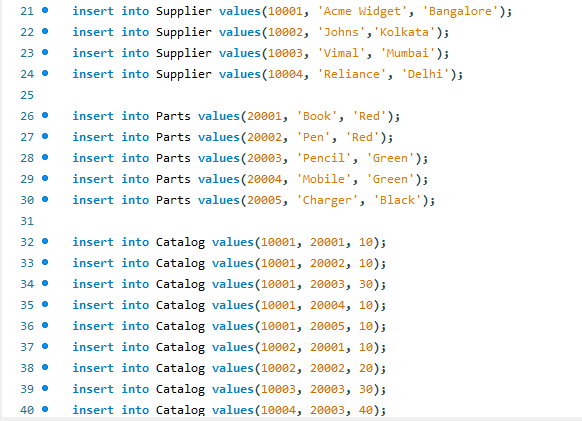 21 insert into Supplier values(10001, 'Acme Widget', 'Bangalore');
22 insert into Supplier values(10002, 'Johns','Kolkata');
23 insert into Supplier values(10003, 'Vimal', 'Mumbai');
24 insert into Supplier values(10004, 'Reliance', 'Delhi');
25
26 insert into Parts values(20001, 'Book', 'Red');
27 insert into Parts values(20002, 'Pen', 'Red');
28 insert into Parts values(20003, 'Pencil', 'Green');
29 insert into Parts values(20004, 'Mobile', 'Green');
30 insert into Parts values(20005, 'Charger', 'Black');
31
32 insert into Catalog values(10001, 20001, 10);
33 insert into Catalog values(10001, 20002, 10);
34 insert into Catalog values(10001, 20003, 30);
35 insert into Catalog values(10001, 20004, 10);
36 insert into Catalog values(10001, 20005, 10);
37 insert into Catalog values(10002, 20001, 10);
38 insert into Catalog values(10002, 20002, 20);
39 insert into Catalog values(10003, 20003, 30);
40 insert into Catalog values(10004, 20003, 40);